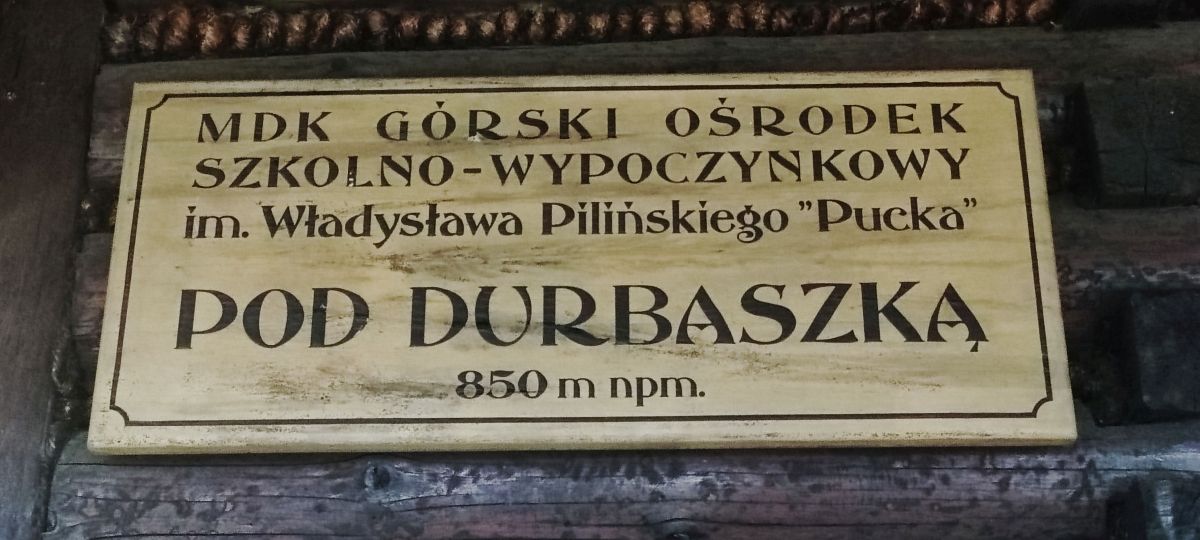 MDK GÓRSKI OŚRODEK
SZKOLNO-WYPOCZYNKOWY
im. Władysława Pilińskiego "Pucka"
POD DURBASZKĄ
850 m npm.